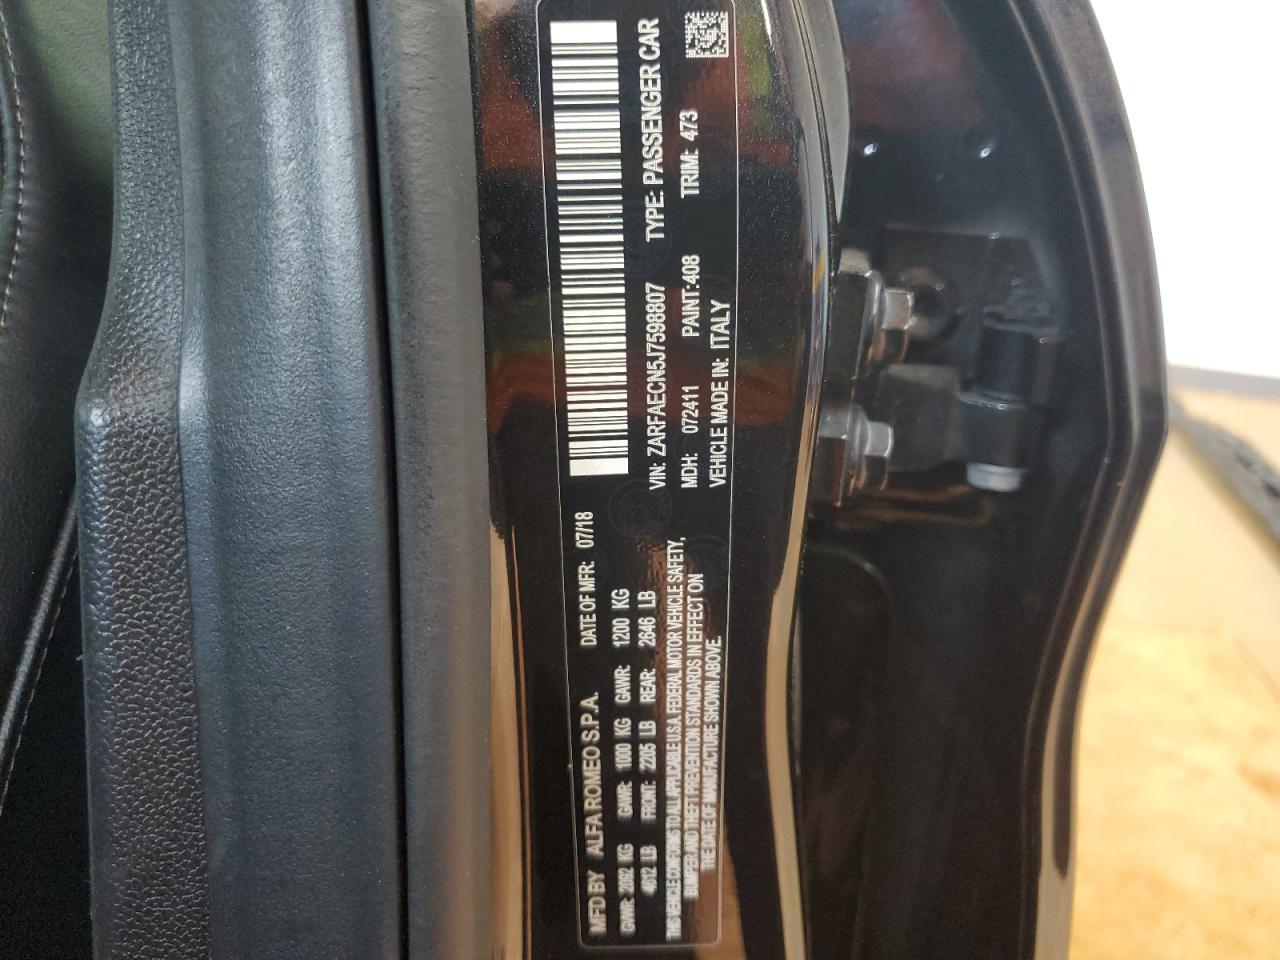 MFD BY ALFA ROMEO S.P.A. DATE OF MFR: 07/18
GVWR: 2092 KG GAWR: 1000 KG GAWR: 1200 KG
4612 LB FRONT: 2205 LB REAR: 2646 LB
THIS VEHICLE CONFORMS TO ALL APPLICABLE U.S.A. FEDERAL MOTOR VEHICLE SAFETY,
BUMPER, AND THEFT PREVENTION STANDARDS IN EFFECT ON
THE DATE OF MANUFACTURE SHOWN ABOVE.
VIN: ZARFAECN5J7598807 TYPE: PASSENGER CAR
MDH: 072411 PAINT: 408 TRIM: 473
VEHICLE MADE IN: ITALY